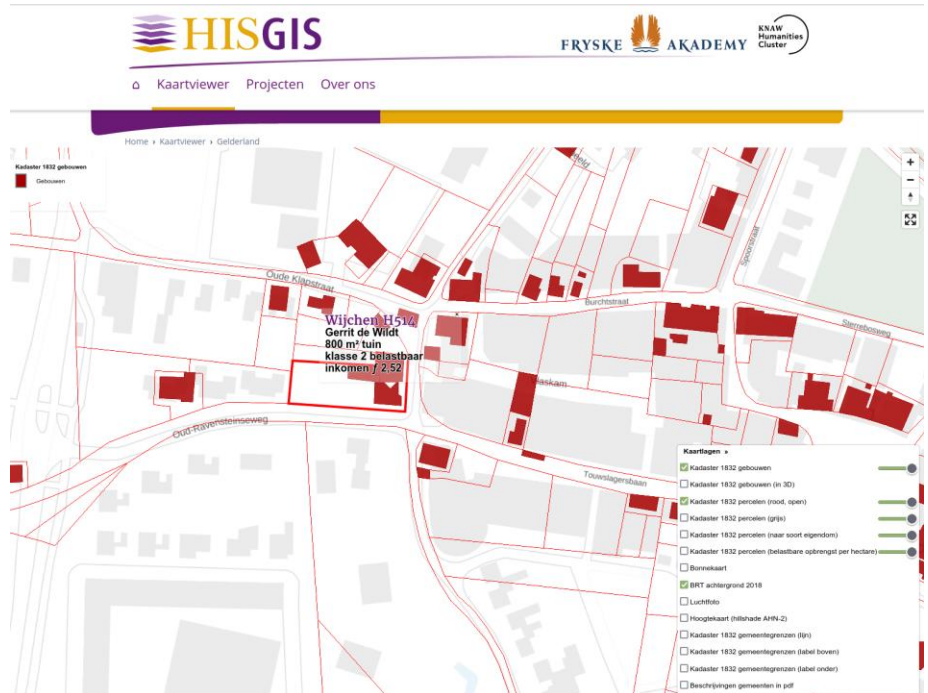 HISGIS
FRYSKE AKADEMY
KNAW
Humanities
Cluster
⌂ Kaartviewer Projecten Over ons
Home › Kaartviewer › Gelderland
Kadaster 1832 gebouwen
Gebouwen
+
−
Spoorstraat
Oude Klapstraat
Burchtstraat
Sterrebosweg
Wijchen H514
Gerrit de Wildt
800 m² tuin
klasse 2 belastbaar
inkomen ƒ 2,52
×
Oud-Ravensteinseweg
Touwslagersbaan
Kaartlagen »
Kadaster 1832 gebouwen
Kadaster 1832 gebouwen (in 3D)
Kadaster 1832 percelen (rood, open)
Kadaster 1832 percelen (grijs)
Kadaster 1832 percelen (naar soort eigendom)
Kadaster 1832 percelen (belastbare opbrengst per hectare)
Bonnekaart
BRT achtergrond 2018
Luchtfoto
Hoogtekaart (hillshade AHN-2)
Kadaster 1832 gemeentegrenzen (lijn)
Kadaster 1832 gemeentegrenzen (label boven)
Kadaster 1832 gemeentegrenzen (label onder)
Beschrijvingen gemeenten in pdf